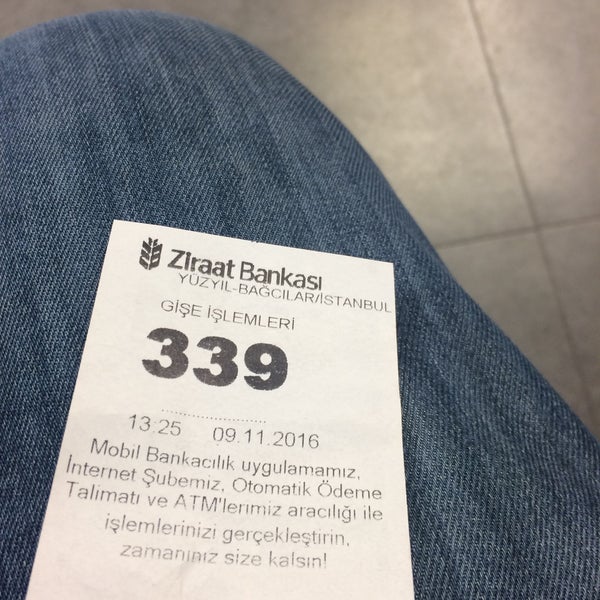 Ziraat Bankası
YÜZYIL-BAĞCILAR/İSTANBUL
GİŞE İŞLEMLERİ
339
13:25 09.11.2016
Mobil Bankacılık uygulamamız,
İnternet Şubemiz, Otomatik Ödeme
Talimatı ve ATM'lerimiz aracılığı ile
işlemlerinizi gerçekleştirin,
zamanınız size kalsın!